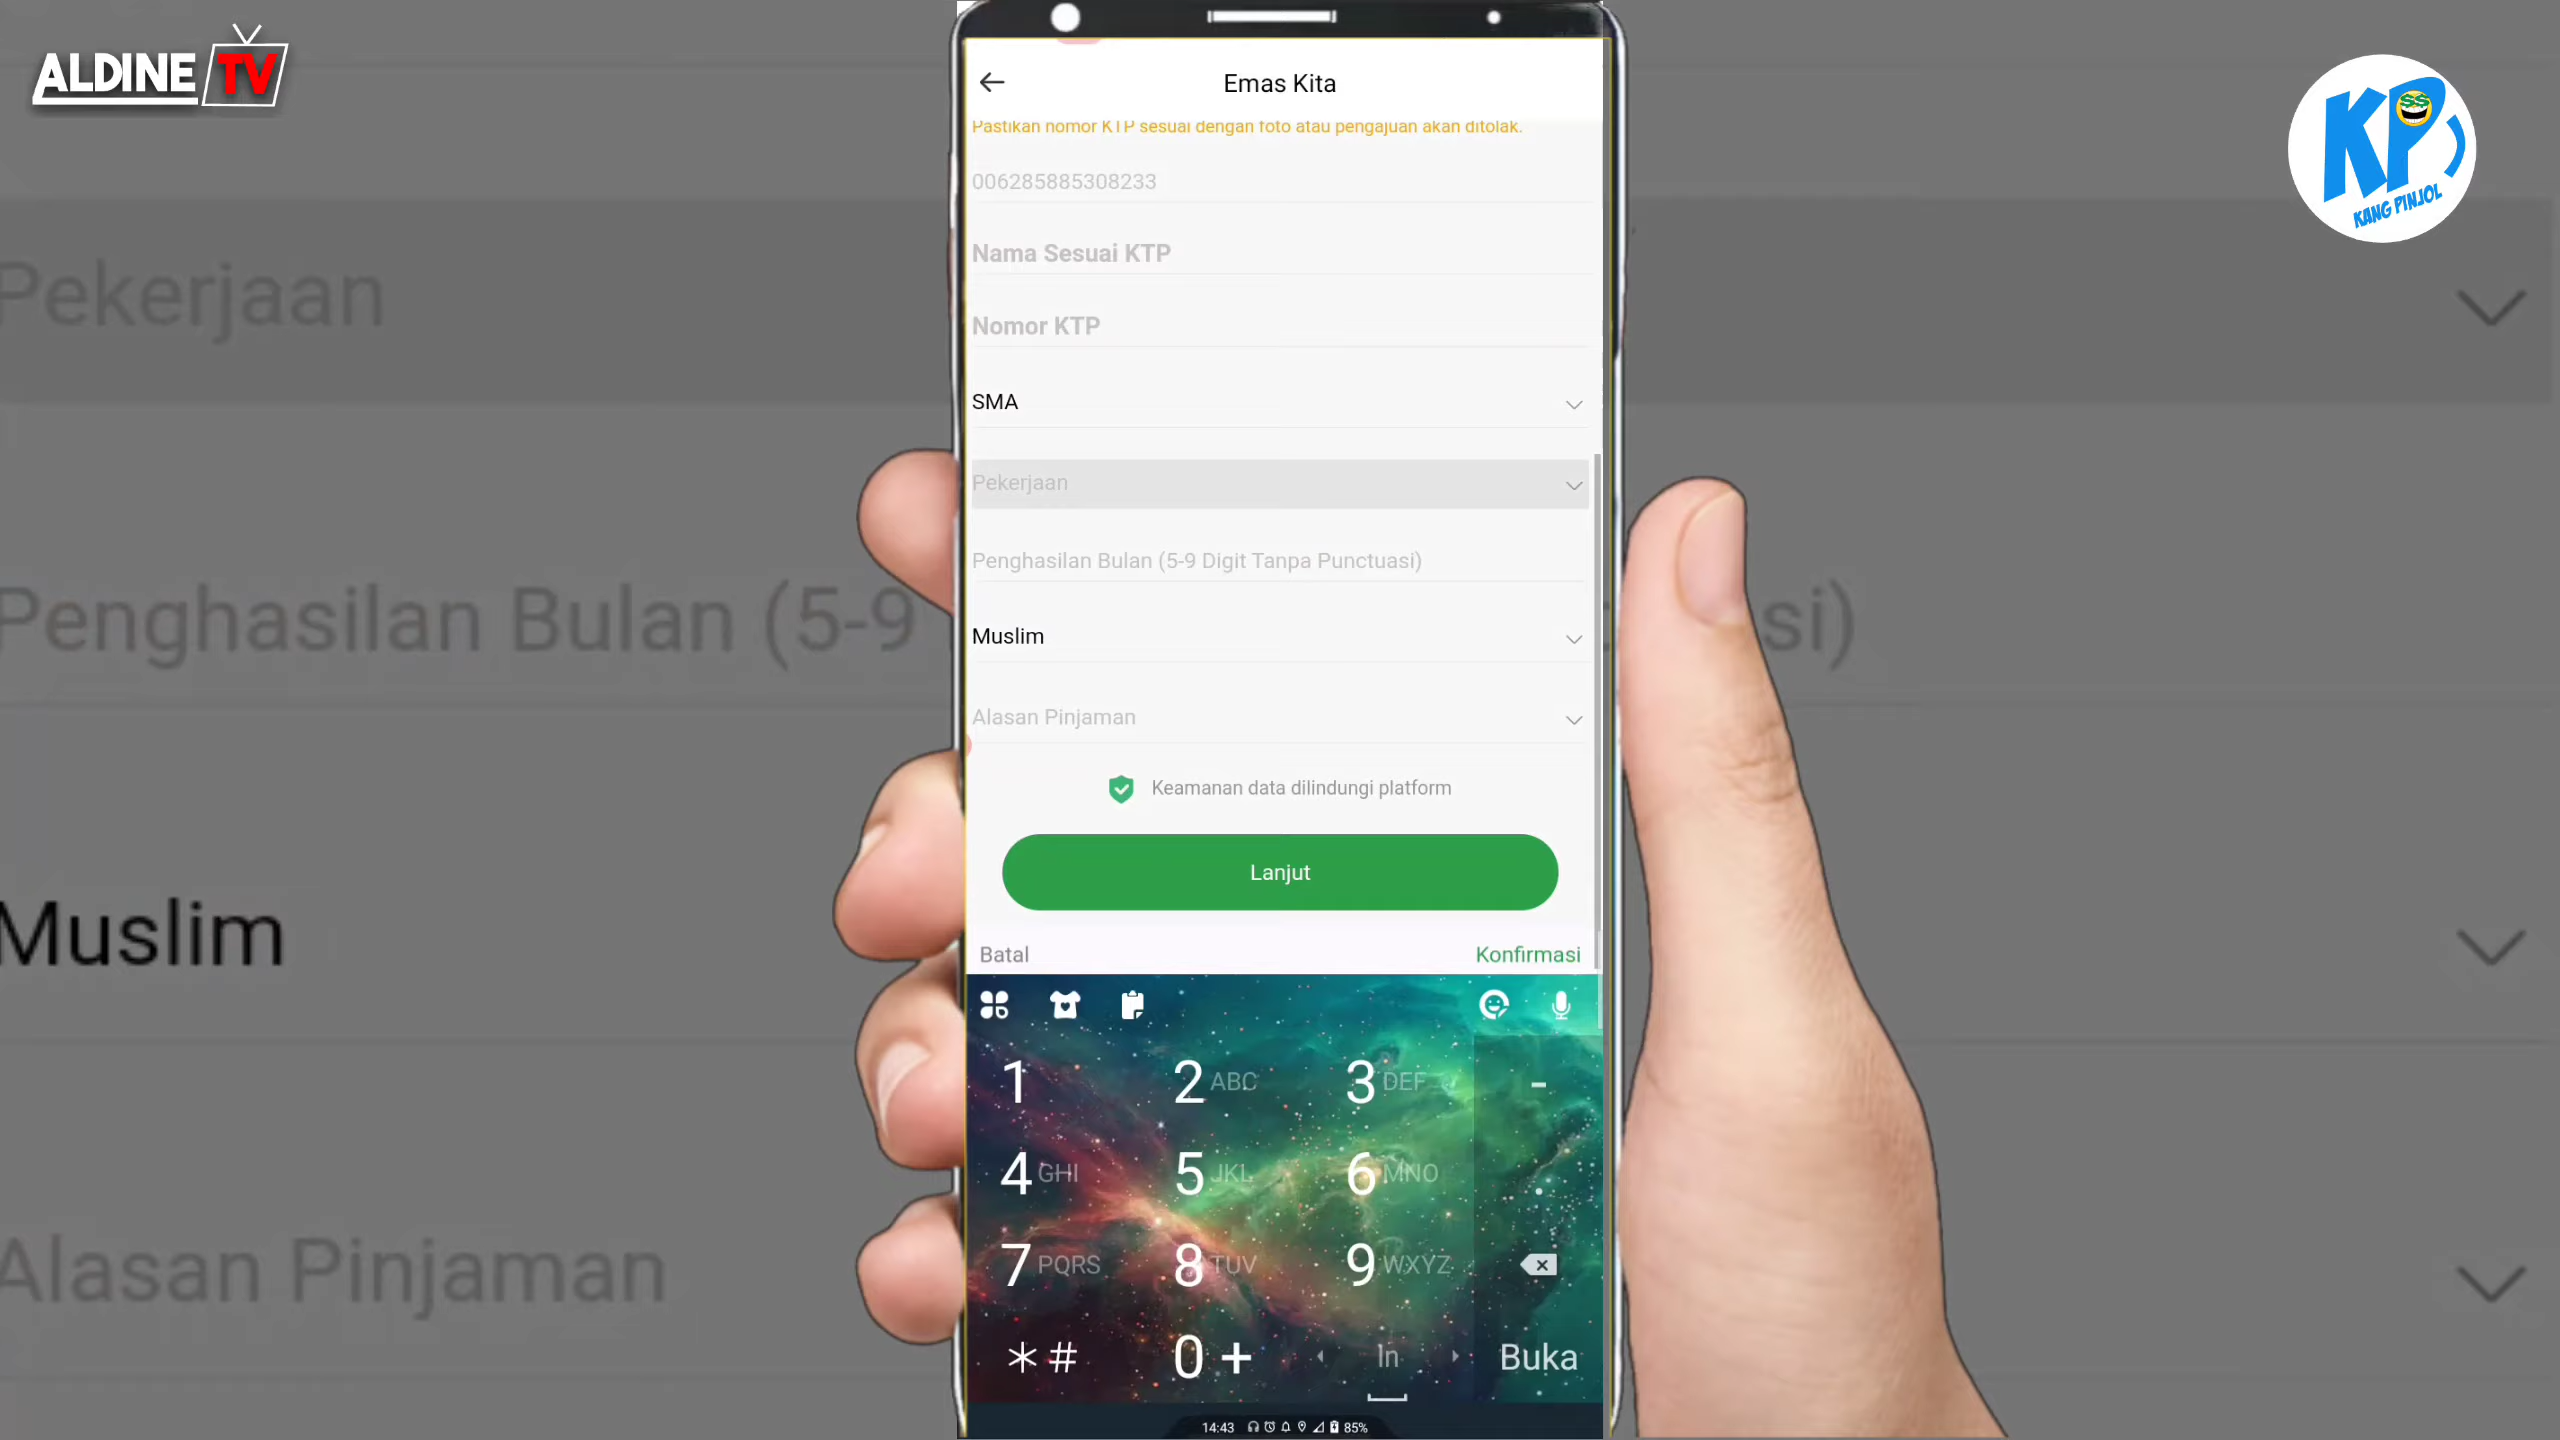 ALDINE TV
KP
KANG PINJOL
Emas Kita
Pastikan nomor KTP sesuai dengan foto atau pengajuan akan ditolak.
006285885308233
Nama Sesuai KTP
Nomor KTP
SMA
Pekerjaan
Penghasilan Bulan (5-9 Digit Tanpa Punctuasi)
Muslim
Alasan Pinjaman
Keamanan data dilindungi platform
Lanjut
Batal Konfirmasi
1 2 ABC 3 DEF -
4 GHI 5 JKL 6 MNO .
7 PQRS 8 TUV 9 WXYZ
*# 0 + In Buka
14:43 85%
Pekerjaan
Penghasilan Bulan (5-9 si)
Muslim
Alasan Pinjaman